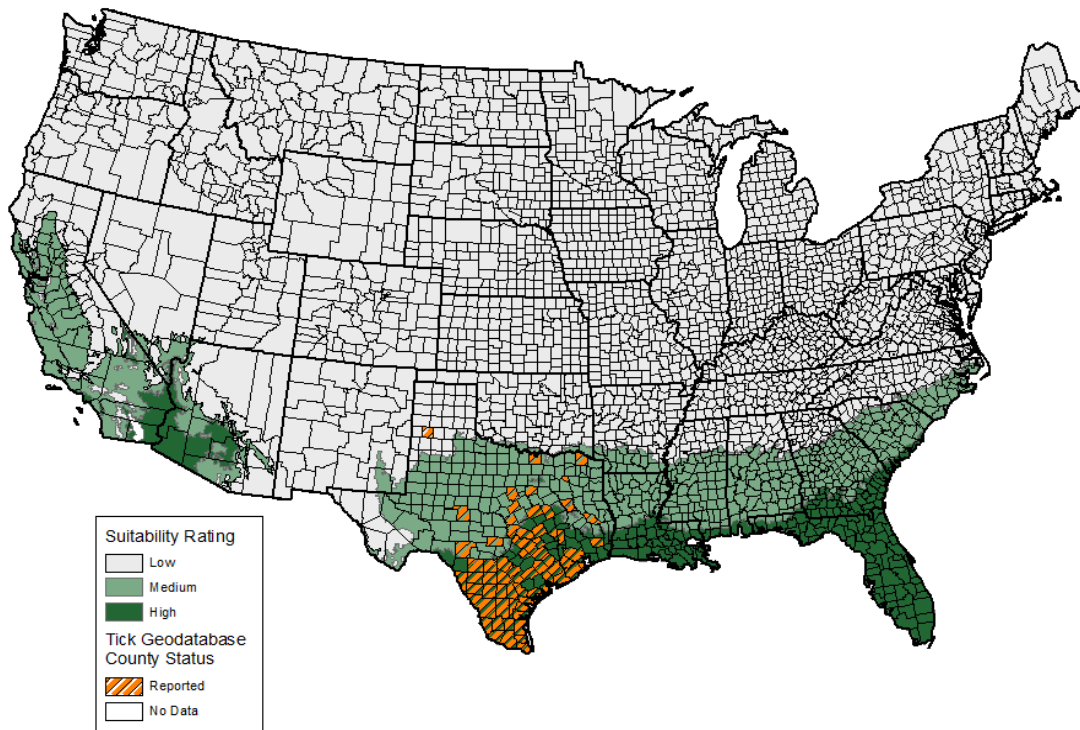 Suitability Rating
Low
Medium
High
Tick Geodatabase
County Status
Reported
No Data